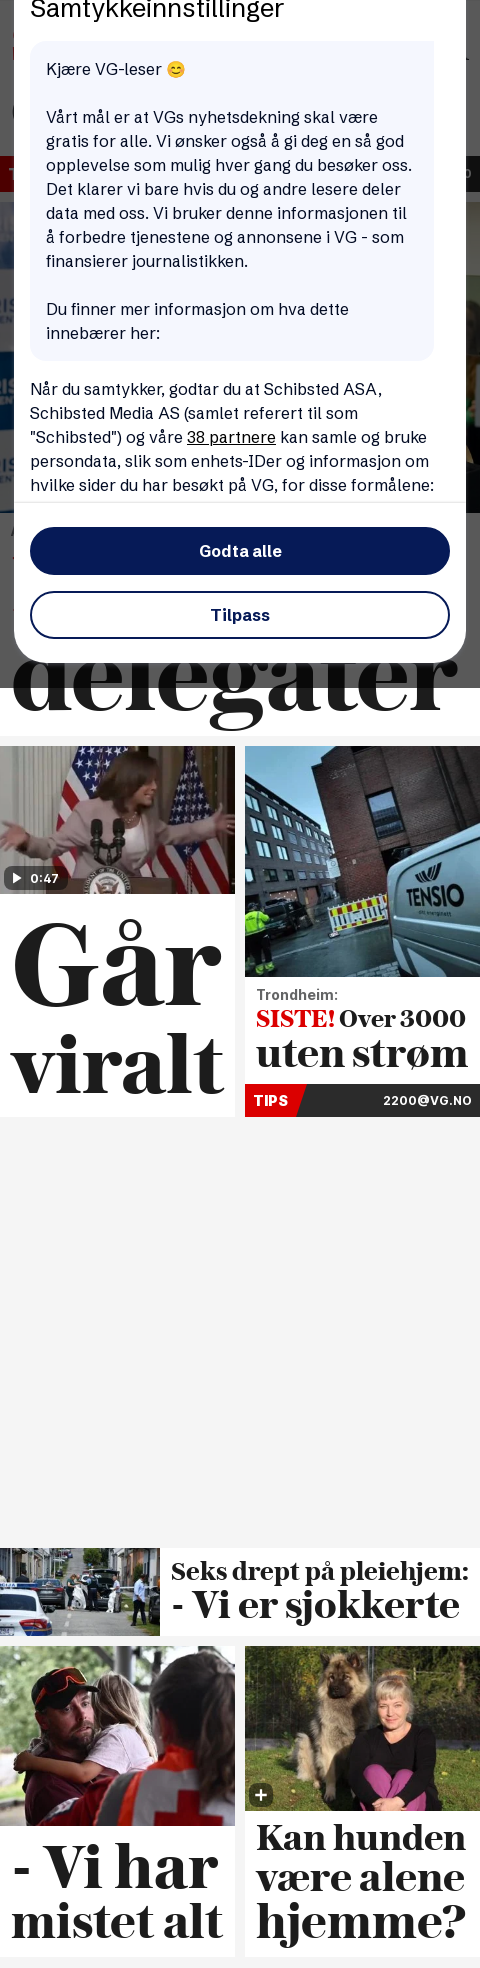 Samtykkeinnstillinger
Kjære VG-leser 😊
Vårt mål er at VGs nyhetsdekning skal være
gratis for alle. Vi ønsker også å gi deg en så god
opplevelse som mulig hver gang du besøker oss.
Det klarer vi bare hvis du og andre lesere deler
data med oss. Vi bruker denne informasjonen til
å forbedre tjenestene og annonsene i VG - som
finansierer journalistikken.
Du finner mer informasjon om hva dette
innebærer her:
Når du samtykker, godtar du at Schibsted ASA,
Schibsted Media AS (samlet referert til som
"Schibsted") og våre 38 partnere kan samle og bruke
persondata, slik som enhets-IDer og informasjon om
hvilke sider du har besøkt på VG, for disse formålene:
Godta alle
Tilpass
delegater
0:47
Går
viralt
TENSIO
Trondheim:
SISTE! Over 3000
uten strøm
TIPS
2200@VG.NO
Seks drept på pleiehjem:
- Vi er sjokkerte
- Vi har
mistet alt
Kan hunden
være alene
hjemme?